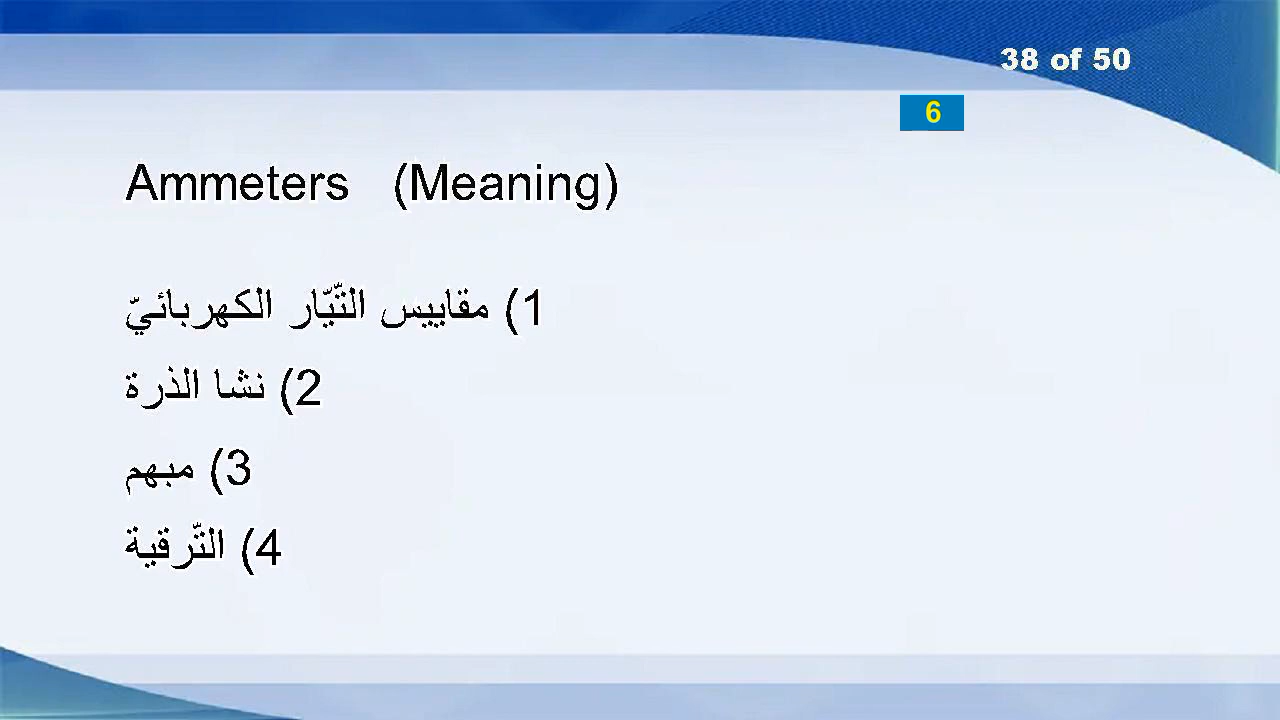 38 of 50
6
Ammeters (Meaning)
1) مقاييس التّيّار الكهربائيّ
2) نشا الذرة
3) مبهم
4) التّرقية